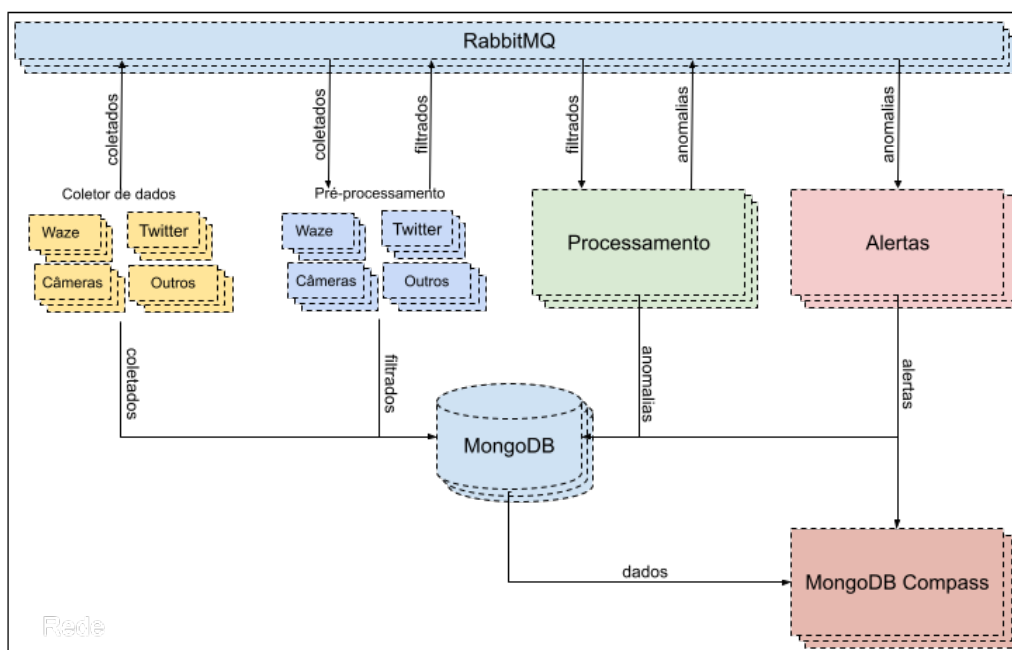 RabbitMQ
coletados
coletados
filtrados
filtrados
anomalias
anomalias
Coletor de dados
Pré-processamento
Waze
Twitter
Câmeras
Outros
Waze
Twitter
Câmeras
Outros
Processamento
Alertas
coletados
filtrados
anomalias
alertas
MongoDB
dados
MongoDB Compass
Rede